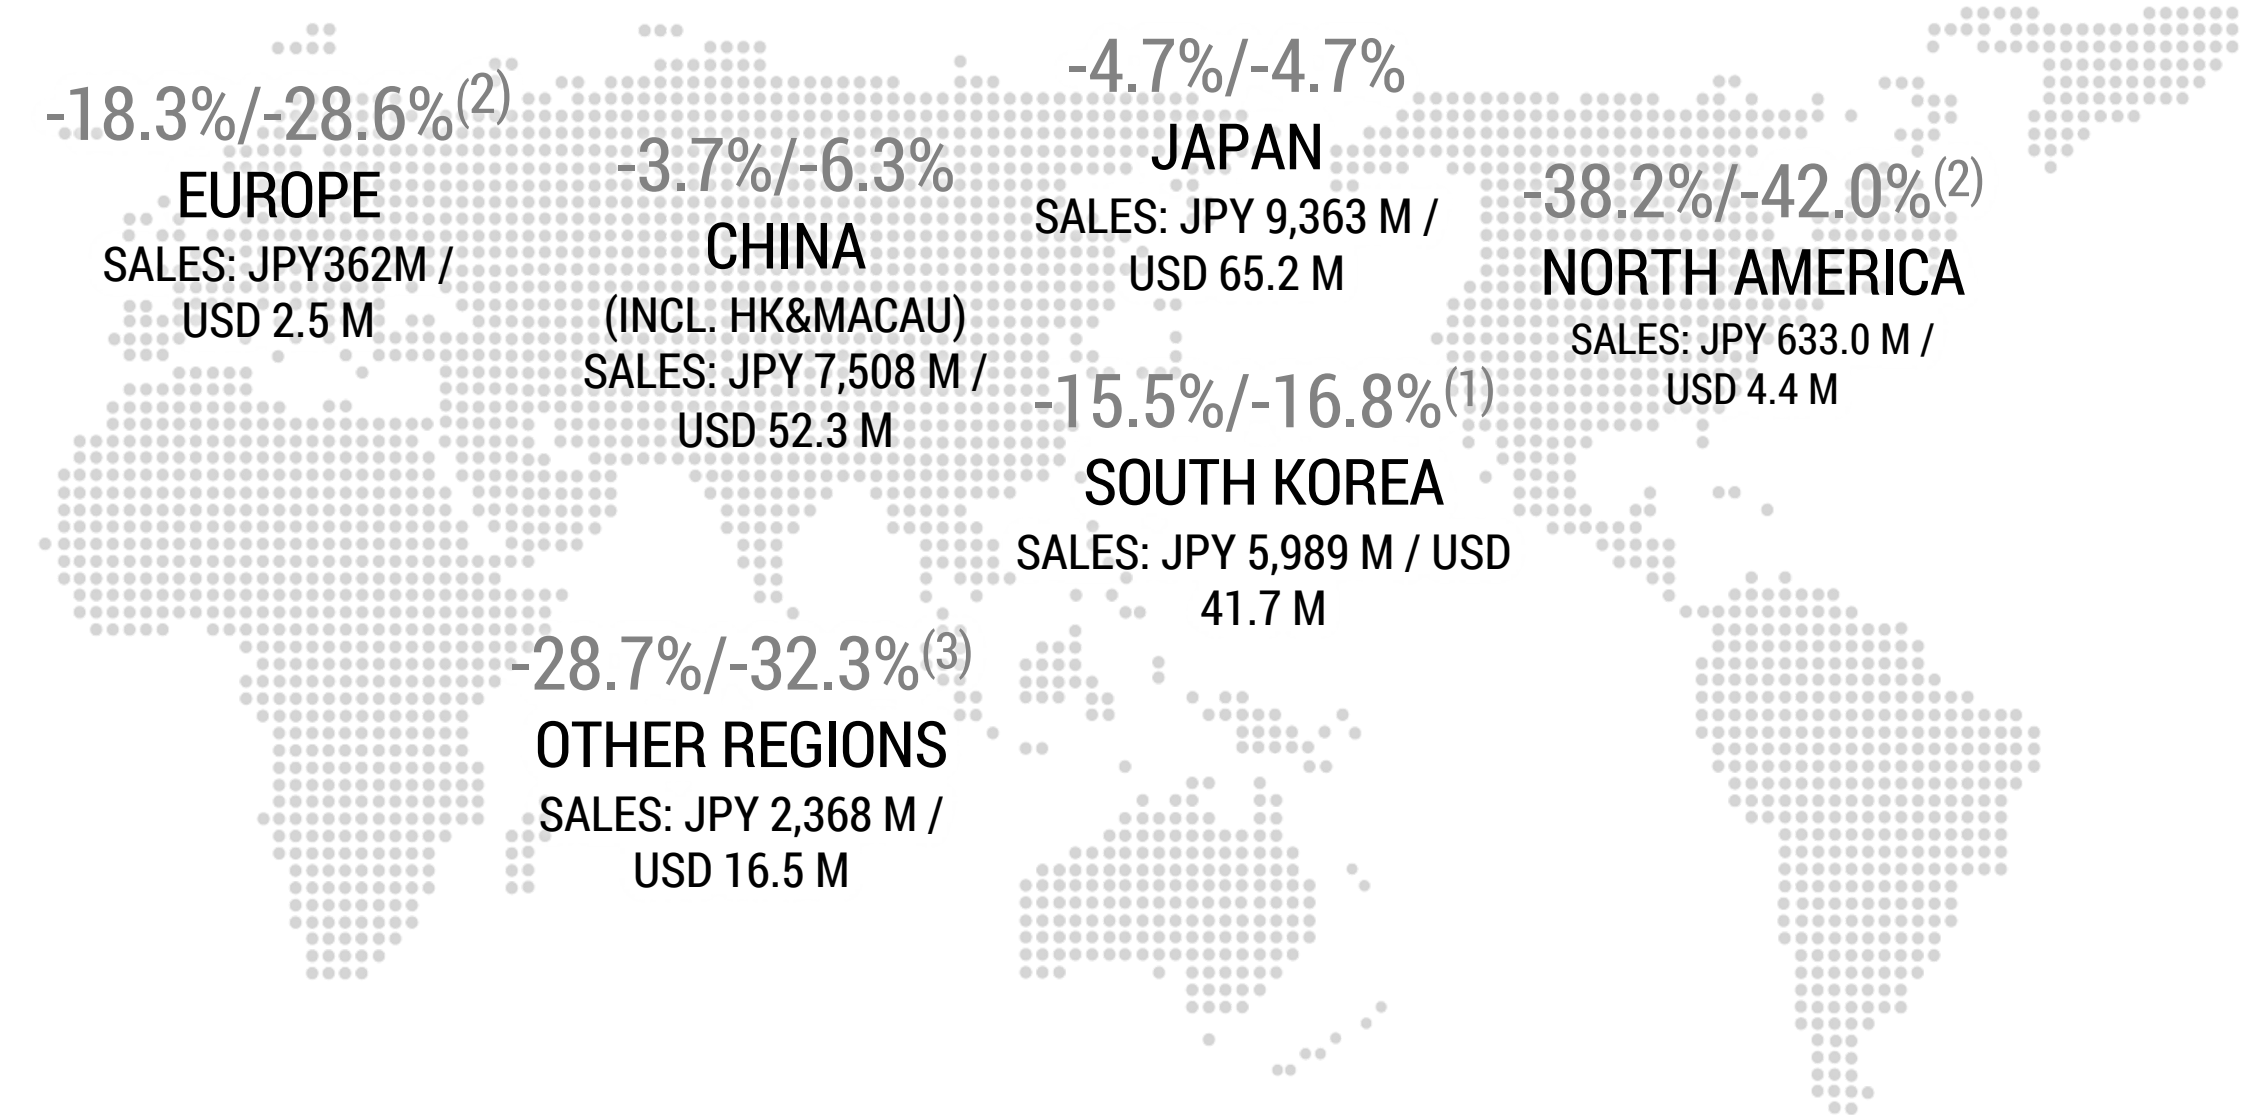 -18.3%/-28.6%(2)
EUROPE
SALES: JPY362M /
USD 2.5 M
-3.7%/-6.3%
CHINA
(INCL. HK&MACAU)
SALES: JPY 7,508 M /
USD 52.3 M
-4.7%/-4.7%
JAPAN
SALES: JPY 9,363 M /
USD 65.2 M
-38.2%/-42.0%(2)
NORTH AMERICA
SALES: JPY 633.0 M /
USD 4.4 M
-15.5%/-16.8%(1)
SOUTH KOREA
SALES: JPY 5,989 M / USD
41.7 M
-28.7%/-32.3%(3)
OTHER REGIONS
SALES: JPY 2,368 M /
USD 16.5 M